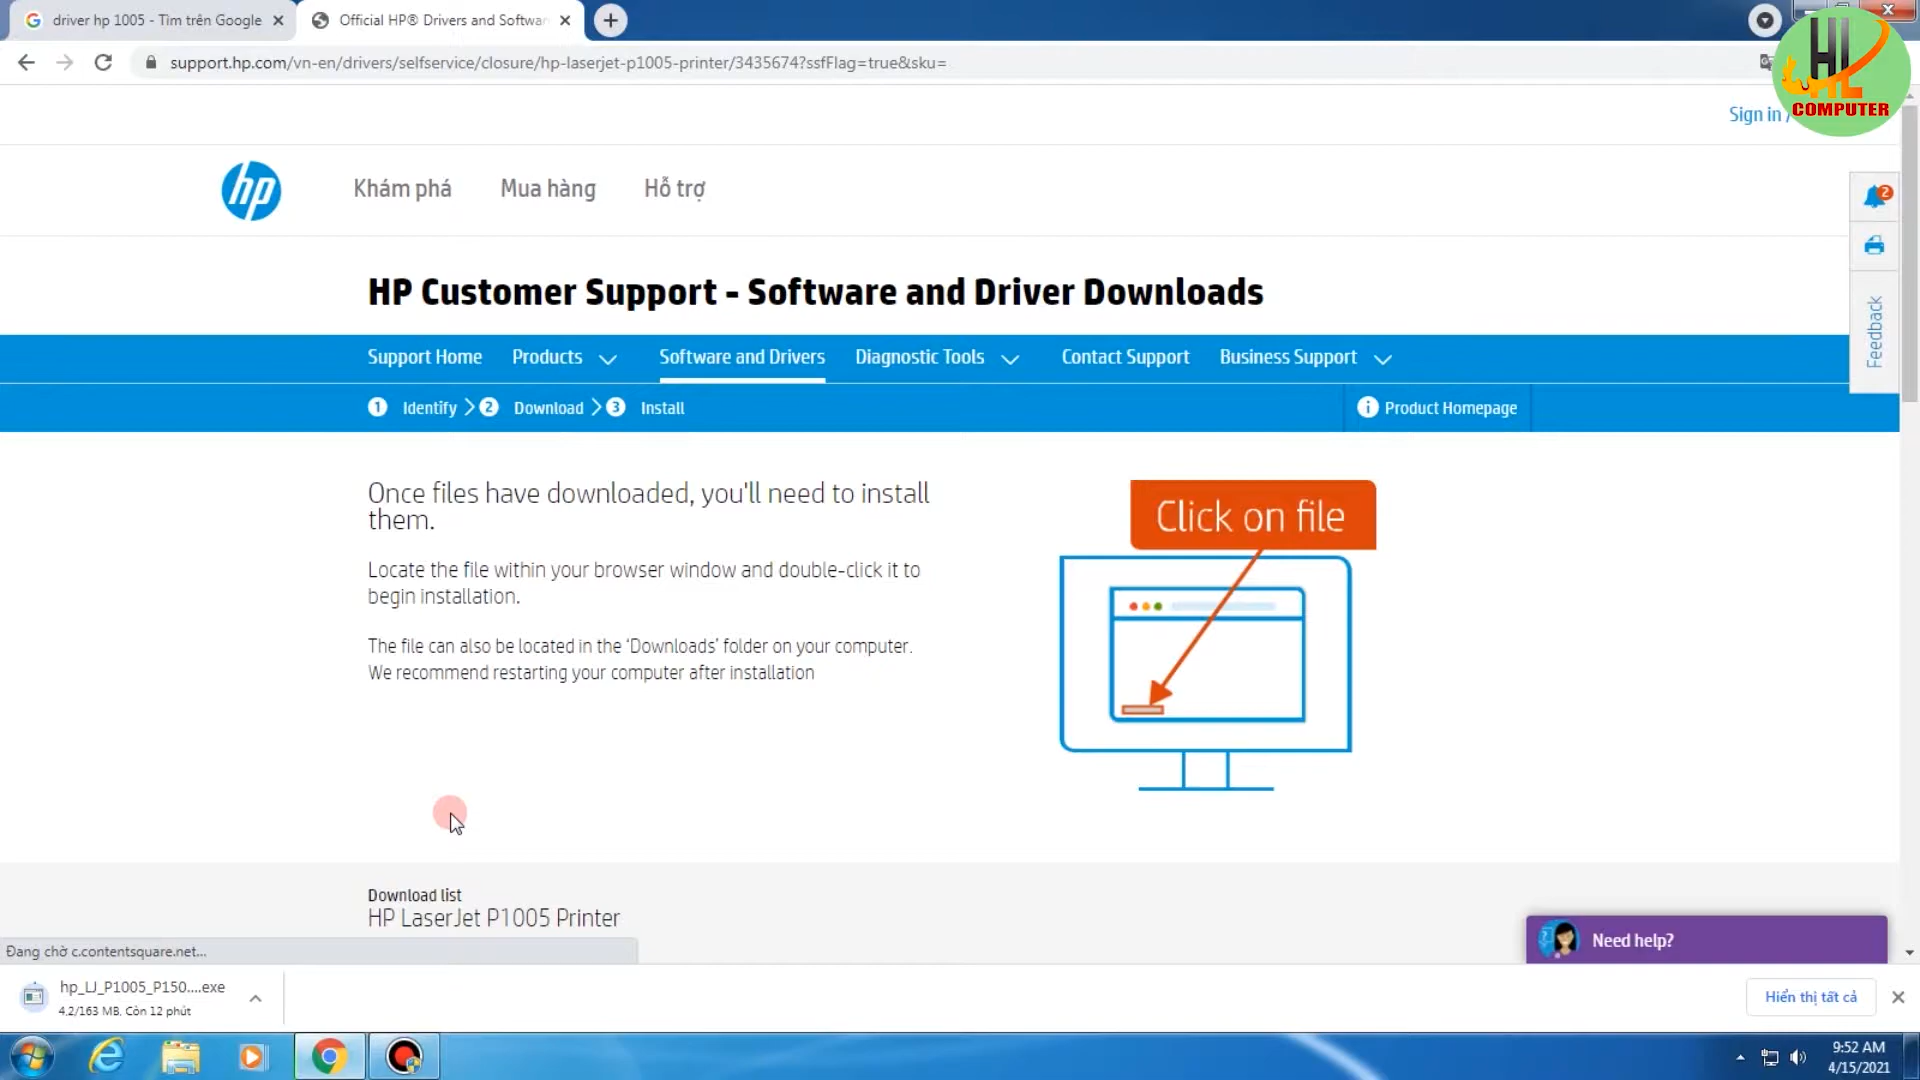 driver hp 1005 - Tìm trên Google
Official HP® Drivers and Softwar
support.hp.com/vn-en/drivers/selfservice/closure/hp-laserjet-p1005-printer/3435674?ssfFlag=true&sku=
HL
COMPUTER
Sign in /
hp
Khám phá
Mua hàng
Hỗ trợ
2
Feedback
HP Customer Support - Software and Driver Downloads
Support Home
Products
Software and Drivers
Diagnostic Tools
Contact Support
Business Support
1 Identify
2 Download
3 Install
i Product Homepage
Once files have downloaded, you'll need to install
them.
Locate the file within your browser window and double-click it to
begin installation.
The file can also be located in the ‘Downloads’ folder on your computer.
We recommend restarting your computer after installation
Click on file
Download list
HP LaserJet P1005 Printer
Need help?
Đang chờ c.contentsquare.net...
hp_LJ_P1005_P150....exe
4.2/163 MB, Còn 12 phút
Hiển thị tất cả
9:52 AM
4/15/2021